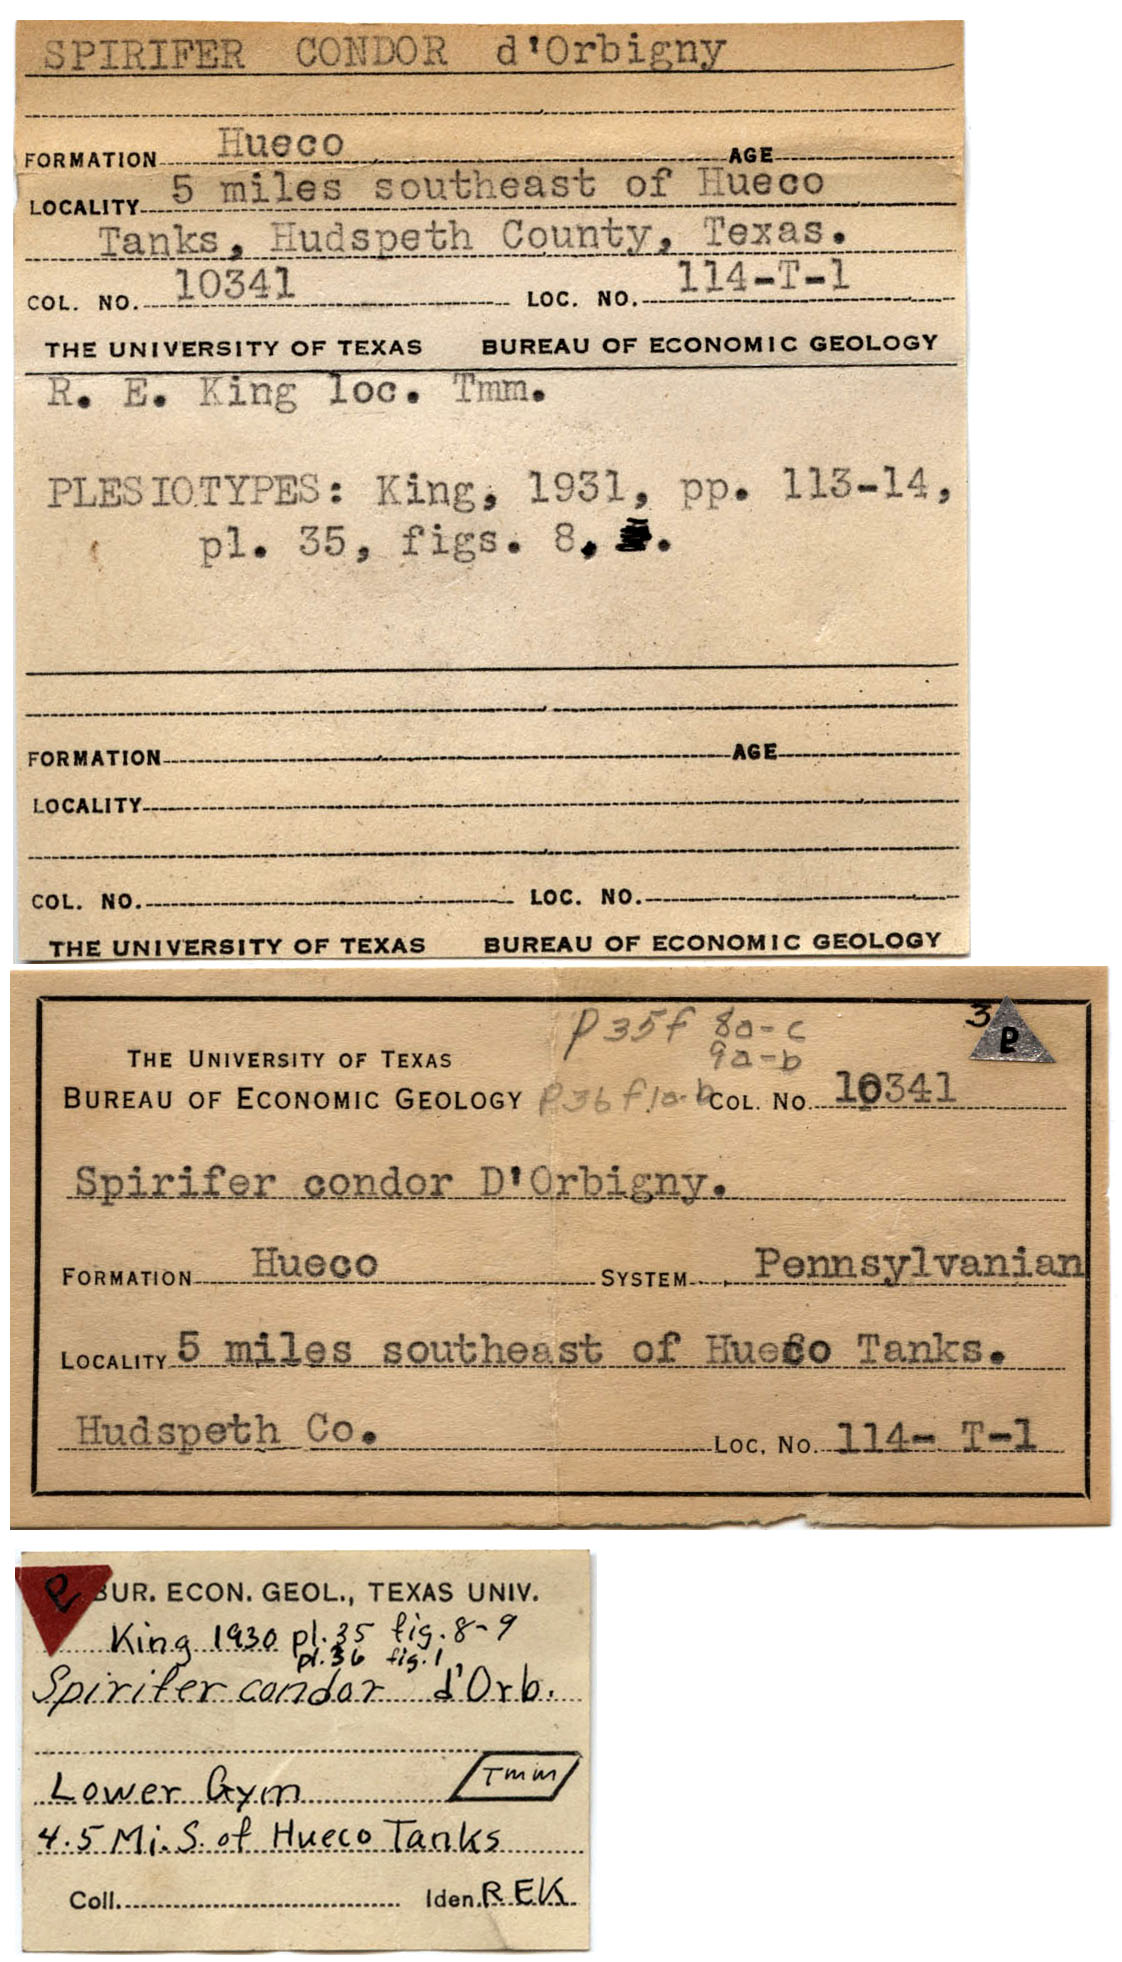 SPIRIFER CONDOR d'Orbigny
FORMATION Hueco AGE
LOCALITY 5 miles southeast of Hueco
Tanks, Hudspeth County, Texas.
COL. NO. 10341 LOC. NO. 114-T-1
THE UNIVERSITY OF TEXAS BUREAU OF ECONOMIC GEOLOGY
R. E. King loc. Tmm.
PLESIOTYPES: King, 1931, pp. 113-14,
pl. 35, figs. 8, .
FORMATION AGE
LOCALITY
COL. NO. LOC. NO.
THE UNIVERSITY OF TEXAS BUREAU OF ECONOMIC GEOLOGY
p35f 8a-c
9a-b
3 P
THE UNIVERSITY OF TEXAS
BUREAU OF ECONOMIC GEOLOGY P36 f1a-b COL. NO. 10341
Spirifer condor D'Orbigny.
FORMATION Hueco SYSTEM Pennsylvanian
LOCALITY 5 miles southeast of Hueco Tanks.
Hudspeth Co. LOC. NO. 114- T-1
P BUR. ECON. GEOL., TEXAS UNIV.
King 1930 pl.35 fig.8-9
pl.36 fig.1
Spirifer condor d'Orb.
Lower Gym Tmm
4.5 Mi. S. of Hueco Tanks
Coll. Iden. REK